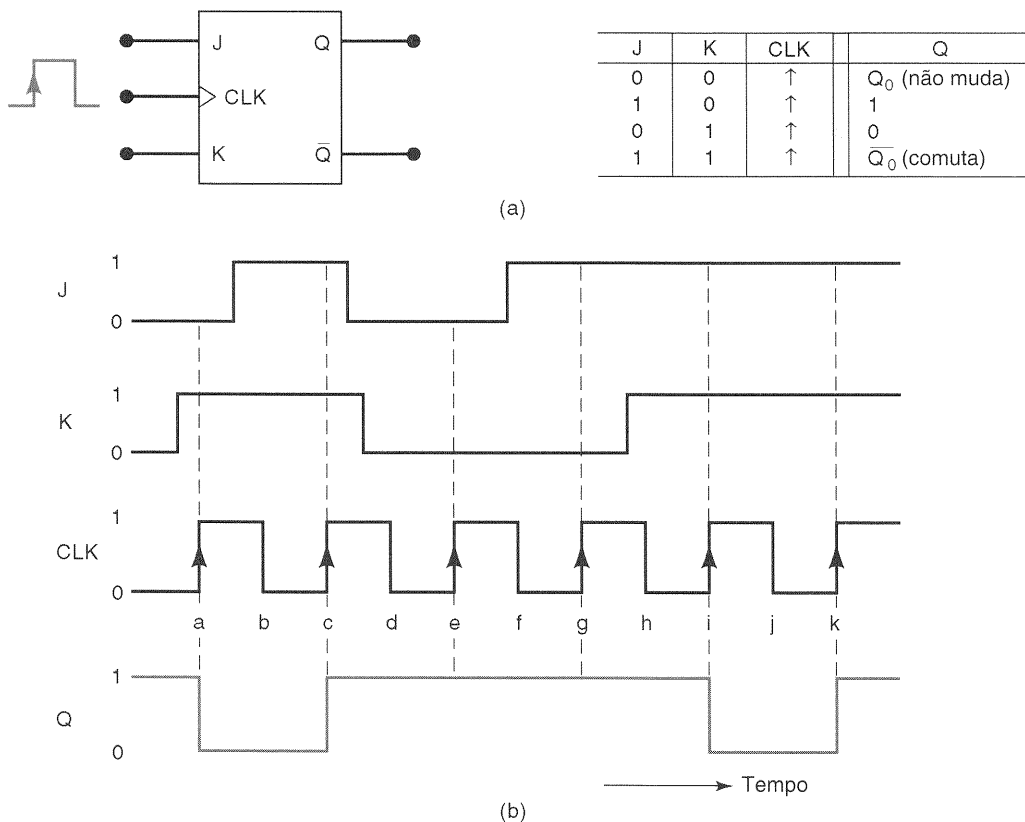 J Q
CLK
K Q̅
J K CLK Q
0 0 ↑ Q₀ (não muda)
1 0 ↑ 1
0 1 ↑ 0
1 1 ↑ Q̅₀ (comuta)
(a)
1
J
0
1
K
0
1
CLK
0
a b c d e f g h i j k
1
Q
0
Tempo
(b)